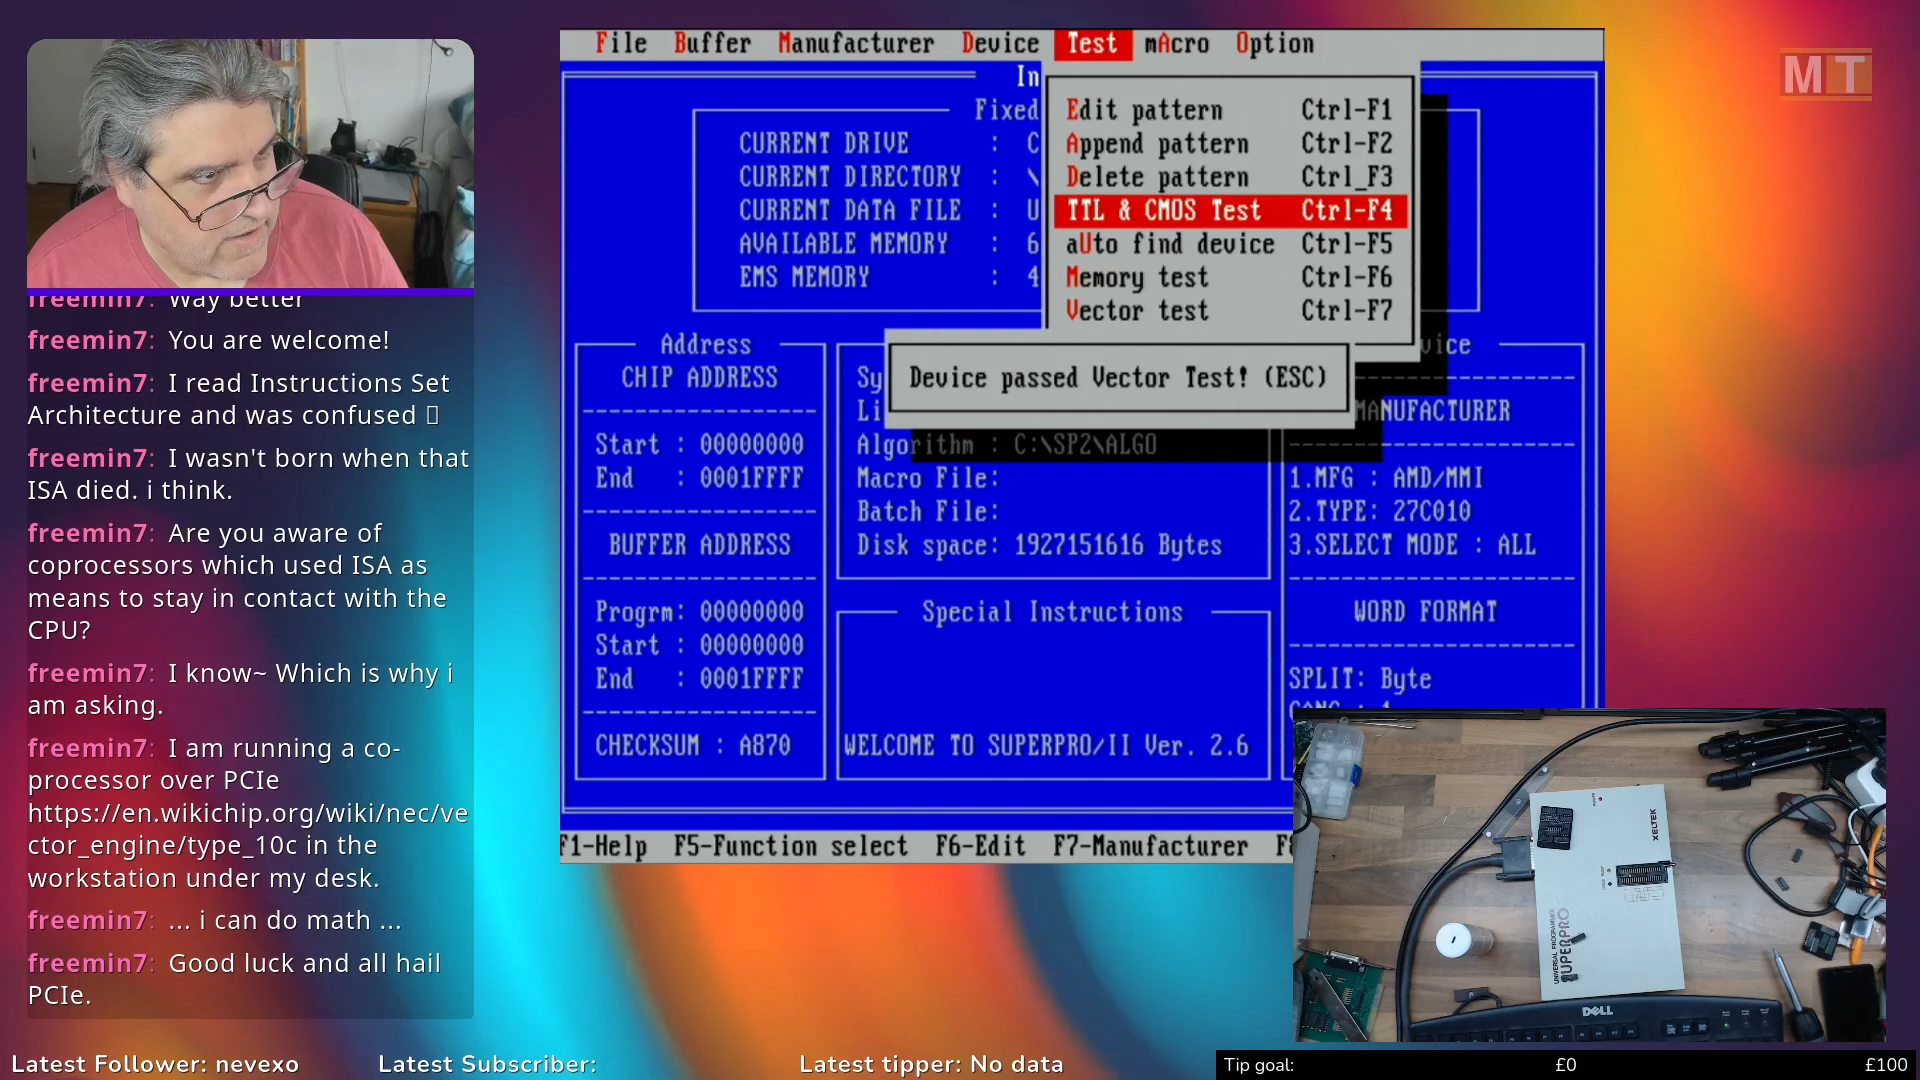 File Buffer Manufacturer Device Test mAcro Option
MT
In
Fixed
CURRENT DRIVE : C
CURRENT DIRECTORY : \
CURRENT DATA FILE : U
AVAILABLE MEMORY : 6
EMS MEMORY : 4
Edit pattern Ctrl-F1
Append pattern Ctrl-F2
Delete pattern Ctrl_F3
TTL & CMOS Test Ctrl-F4
aUto find device Ctrl-F5
Memory test Ctrl-F6
Vector test Ctrl-F7
Device passed Vector Test! (ESC)
Address
CHIP ADDRESS
Start : 00000000
End : 0001FFFF
BUFFER ADDRESS
Progrm: 00000000
Start : 00000000
End : 0001FFFF
CHECKSUM : A870
Sy
Li
Algorithm : C:\SP2\ALGO
Macro File:
Batch File:
Disk space: 1927151616 Bytes
Special Instructions
WELCOME TO SUPERPRO/II Ver. 2.6
vice
MANUFACTURER
1.MFG : AMD/MMI
2.TYPE: 27C010
3.SELECT MODE : ALL
WORD FORMAT
SPLIT: Byte
F1-Help F5-Function select F6-Edit F7-Manufacturer
freemin7: Way better
freemin7: You are welcome!
freemin7: I read Instructions Set
Architecture and was confused
freemin7: I wasn't born when that
ISA died. i think.
freemin7: Are you aware of
coprocessors which used ISA as
means to stay in contact with the
CPU?
freemin7: I know~ Which is why i
am asking.
freemin7: I am running a co-
processor over PCIe
https://en.wikichip.org/wiki/nec/ve
ctor_engine/type_10c in the
workstation under my desk.
freemin7: ... i can do math ...
freemin7: Good luck and all hail
PCIe.
XELTEK
UNIVERSAL PROGRAMMER
SUPERPRO
DELL
Latest Follower: nevexo
Latest Subscriber:
Latest tipper: No data
Tip goal: £0 £100